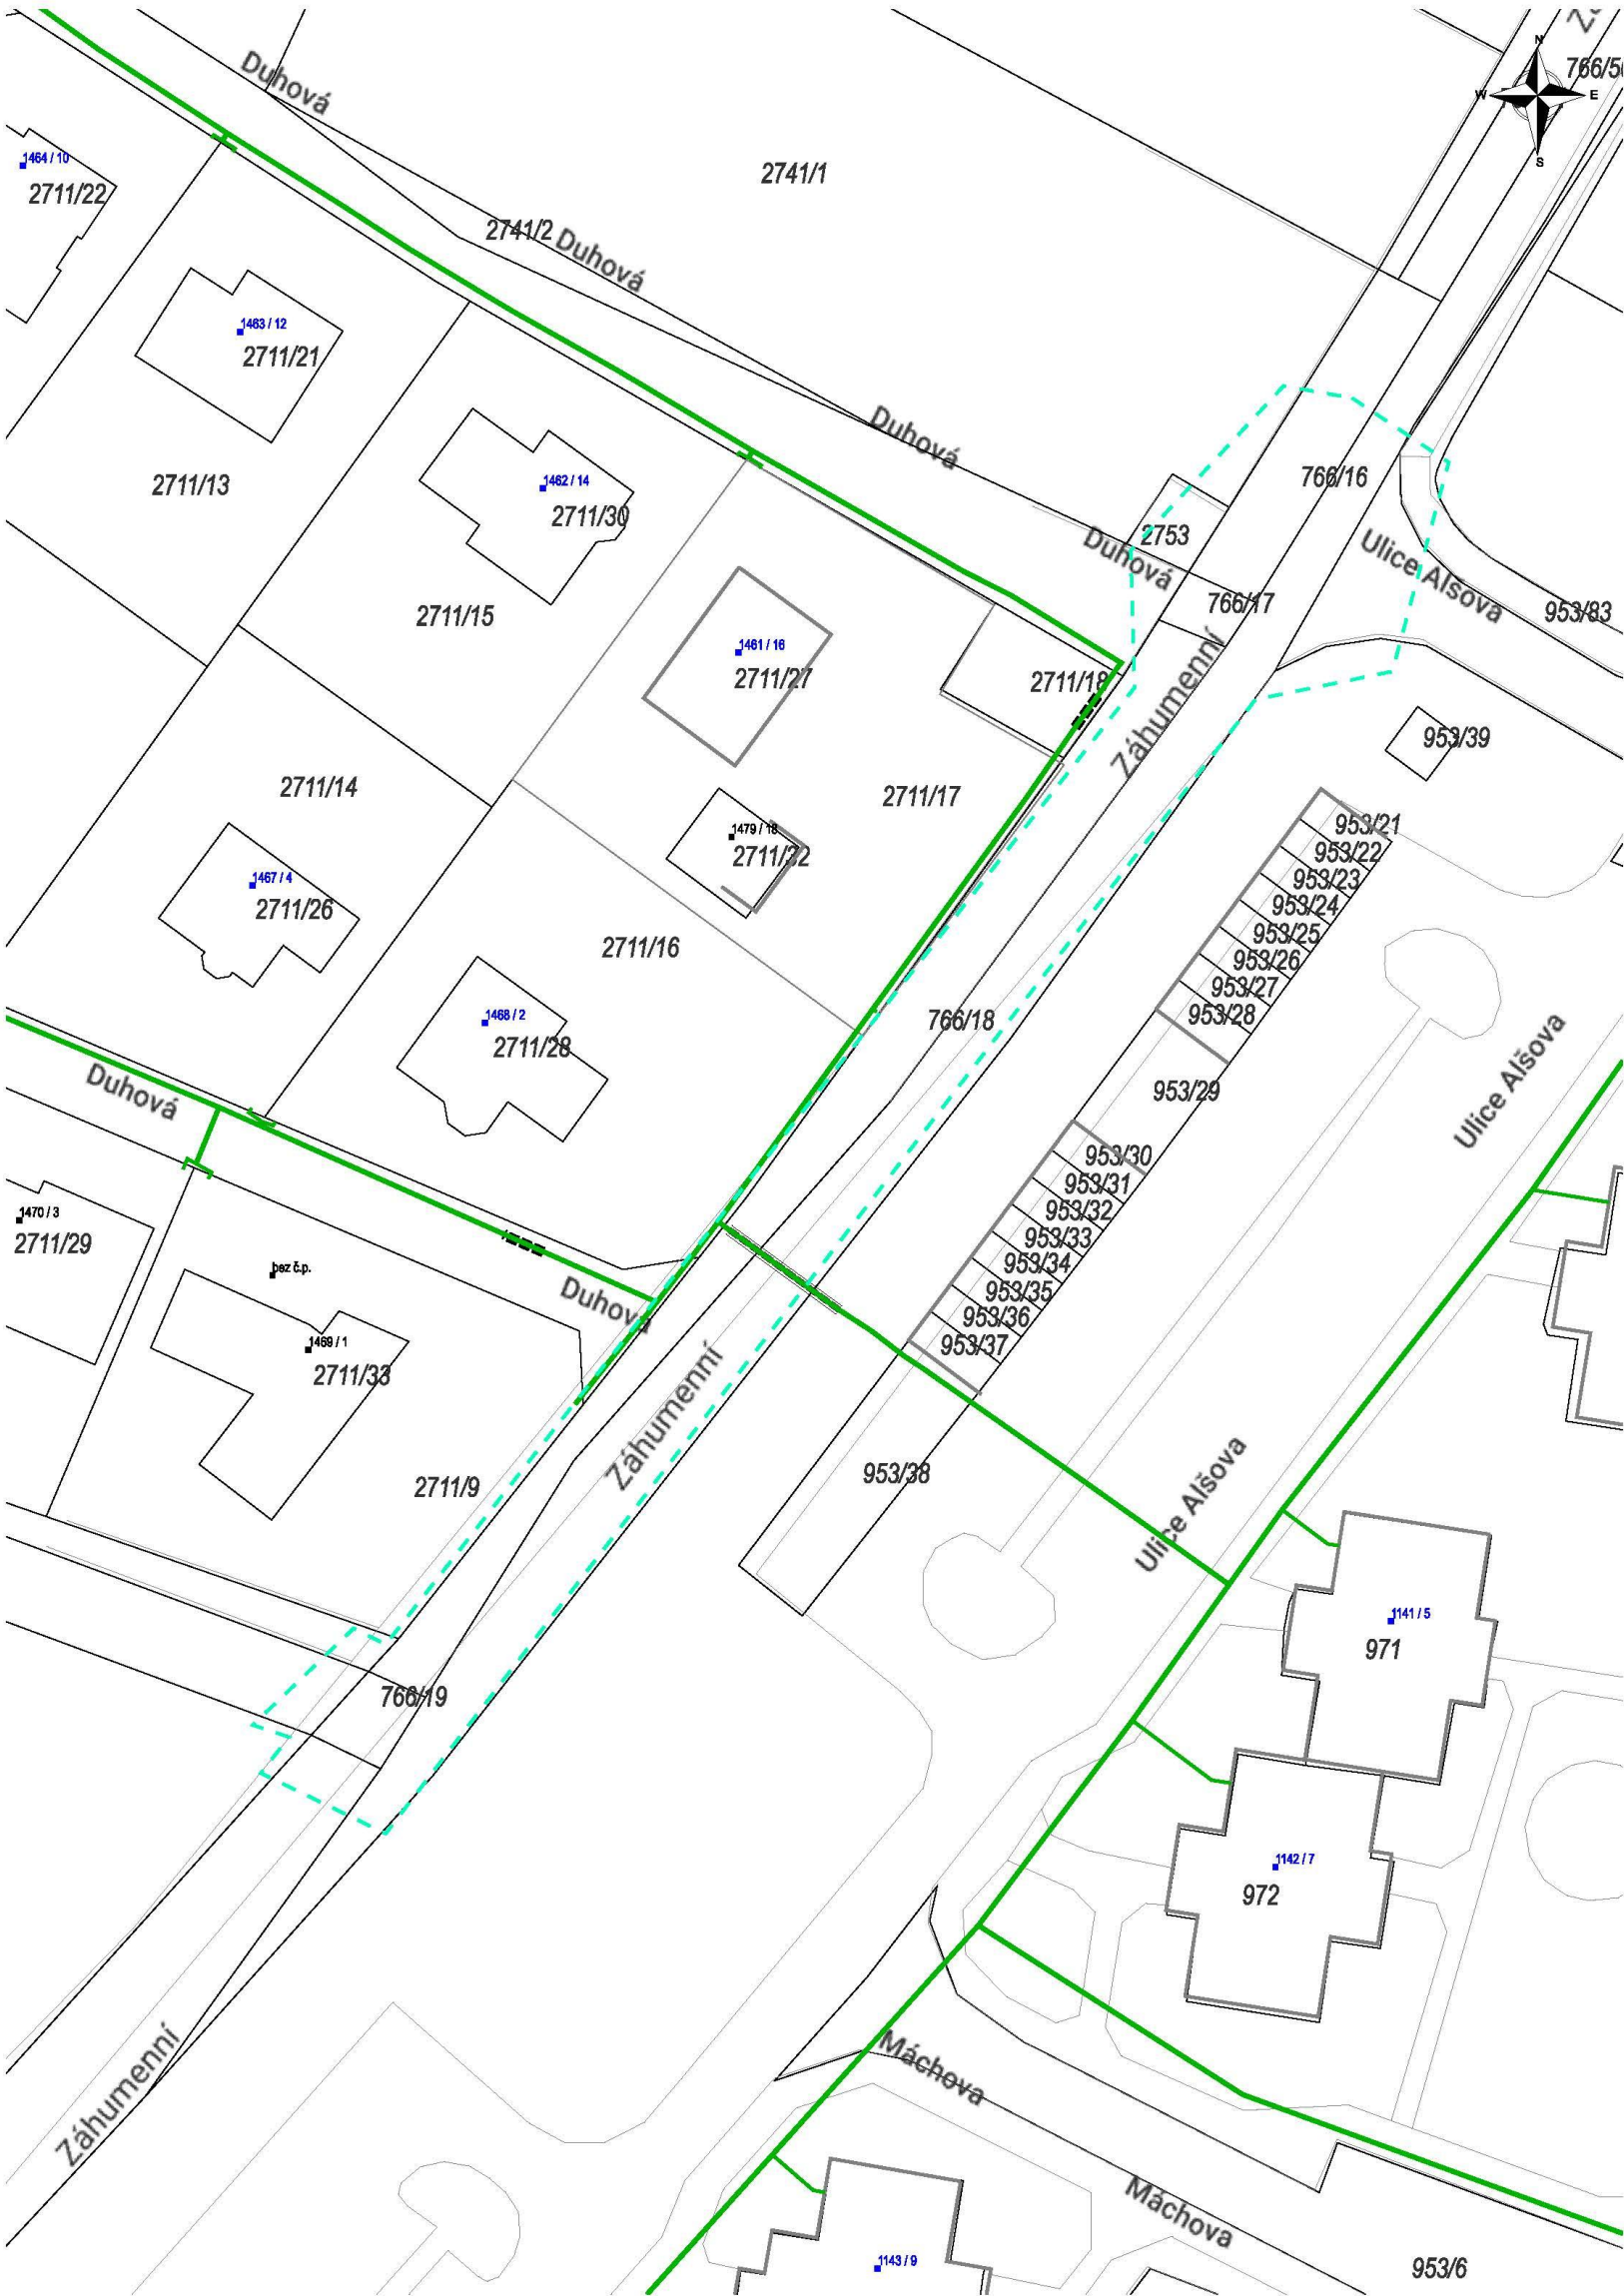 N
W
E
S
766/5
Duhová
2741/1
1464 / 10
2711/22
2741/2
Duhová
1463 / 12
2711/21
Duhová
766/16
2711/13
1462 / 14
2711/30
2753
Duhová
Ulice Alšova
766/17
953/83
2711/15
1461 / 16
2711/27
2711/18
Záhumenní
953/39
2711/14
2711/17
953/21
1479 / 18
2711/32
953/22
953/23
1467 / 4
2711/26
953/24
953/25
2711/16
953/26
953/27
953/28
1468 / 2
2711/28
766/18
Duhová
953/29
Ulice Alšova
953/30
953/31
1470 / 3
2711/29
953/32
953/33
953/34
bez č.p.
953/35
Duhová
953/36
1469 / 1
2711/33
953/37
Záhumenní
2711/9
953/38
Ulice Alšova
1141 / 5
971
766/19
1142 / 7
972
Záhumenní
Máchova
Máchova
1143 / 9
953/6